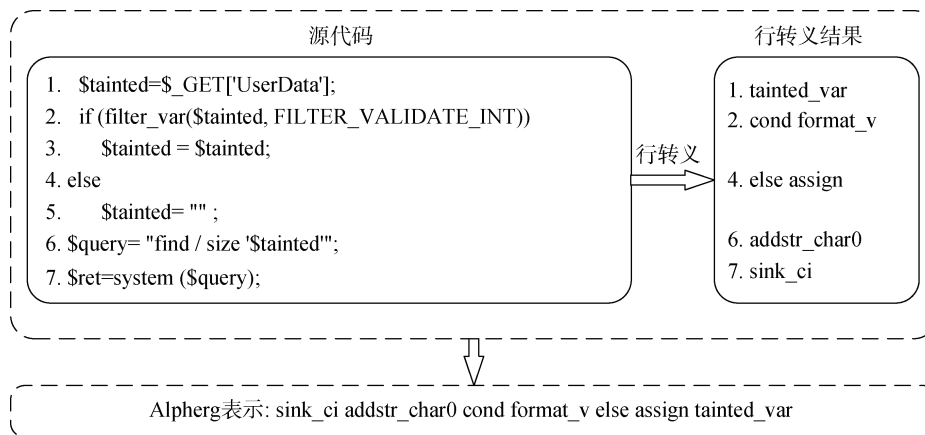 源代码
1. $tainted=$_GET['UserData'];
2. if (filter_var($tainted, FILTER_VALIDATE_INT))
3. $tainted = $tainted;
4. else
5. $tainted= "" ;
6. $query= "find / size '$tainted'";
7. $ret=system ($query);
行转义
行转义结果
1. tainted_var
2. cond format_v
4. else assign
6. addstr_char0
7. sink_ci
Alpherg表示: sink_ci addstr_char0 cond format_v else assign tainted_var